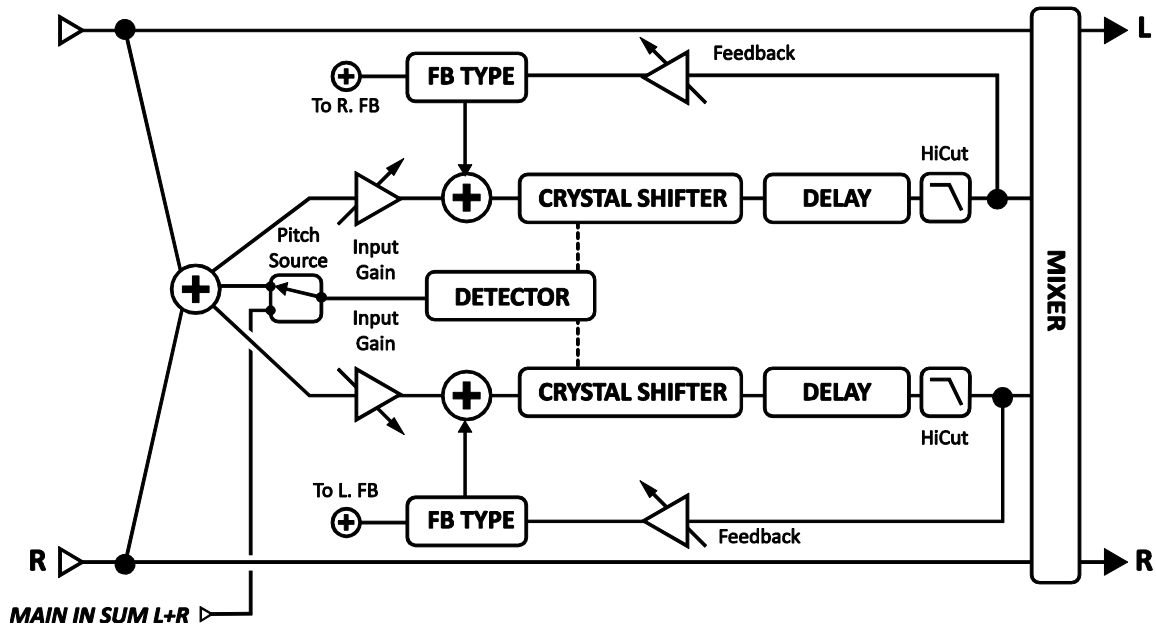 L
Feedback
FB TYPE
To R. FB
HiCut
CRYSTAL SHIFTER
DELAY
Pitch
Source
Input
Gain
DETECTOR
MIXER
Input
Gain
CRYSTAL SHIFTER
DELAY
HiCut
To L. FB
FB TYPE
Feedback
R
R
MAIN IN SUM L+R